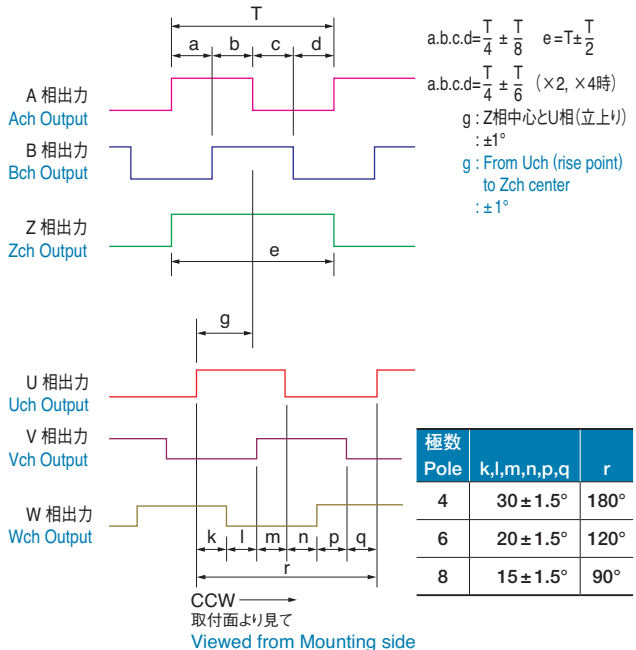 T
a b c d
A 相出力
Ach Output
B 相出力
Bch Output
Z 相出力
Zch Output
e
g
U 相出力
Uch Output
V 相出力
Vch Output
W 相出力
Wch Output
k l m n p q
r
CCW
取付面より見て
Viewed from Mounting side
a.b.c.d=T/4 ± T/8 e=T±T/2
a.b.c.d=T/4 ± T/6 (×2, ×4時)
g : Z相中心とU相(立上り)
: ±1°
g : From Uch (rise point)
to Zch center
: ±1°
極数
Pole k,l,m,n,p,q r
4 30±1.5° 180°
6 20±1.5° 120°
8 15±1.5° 90°